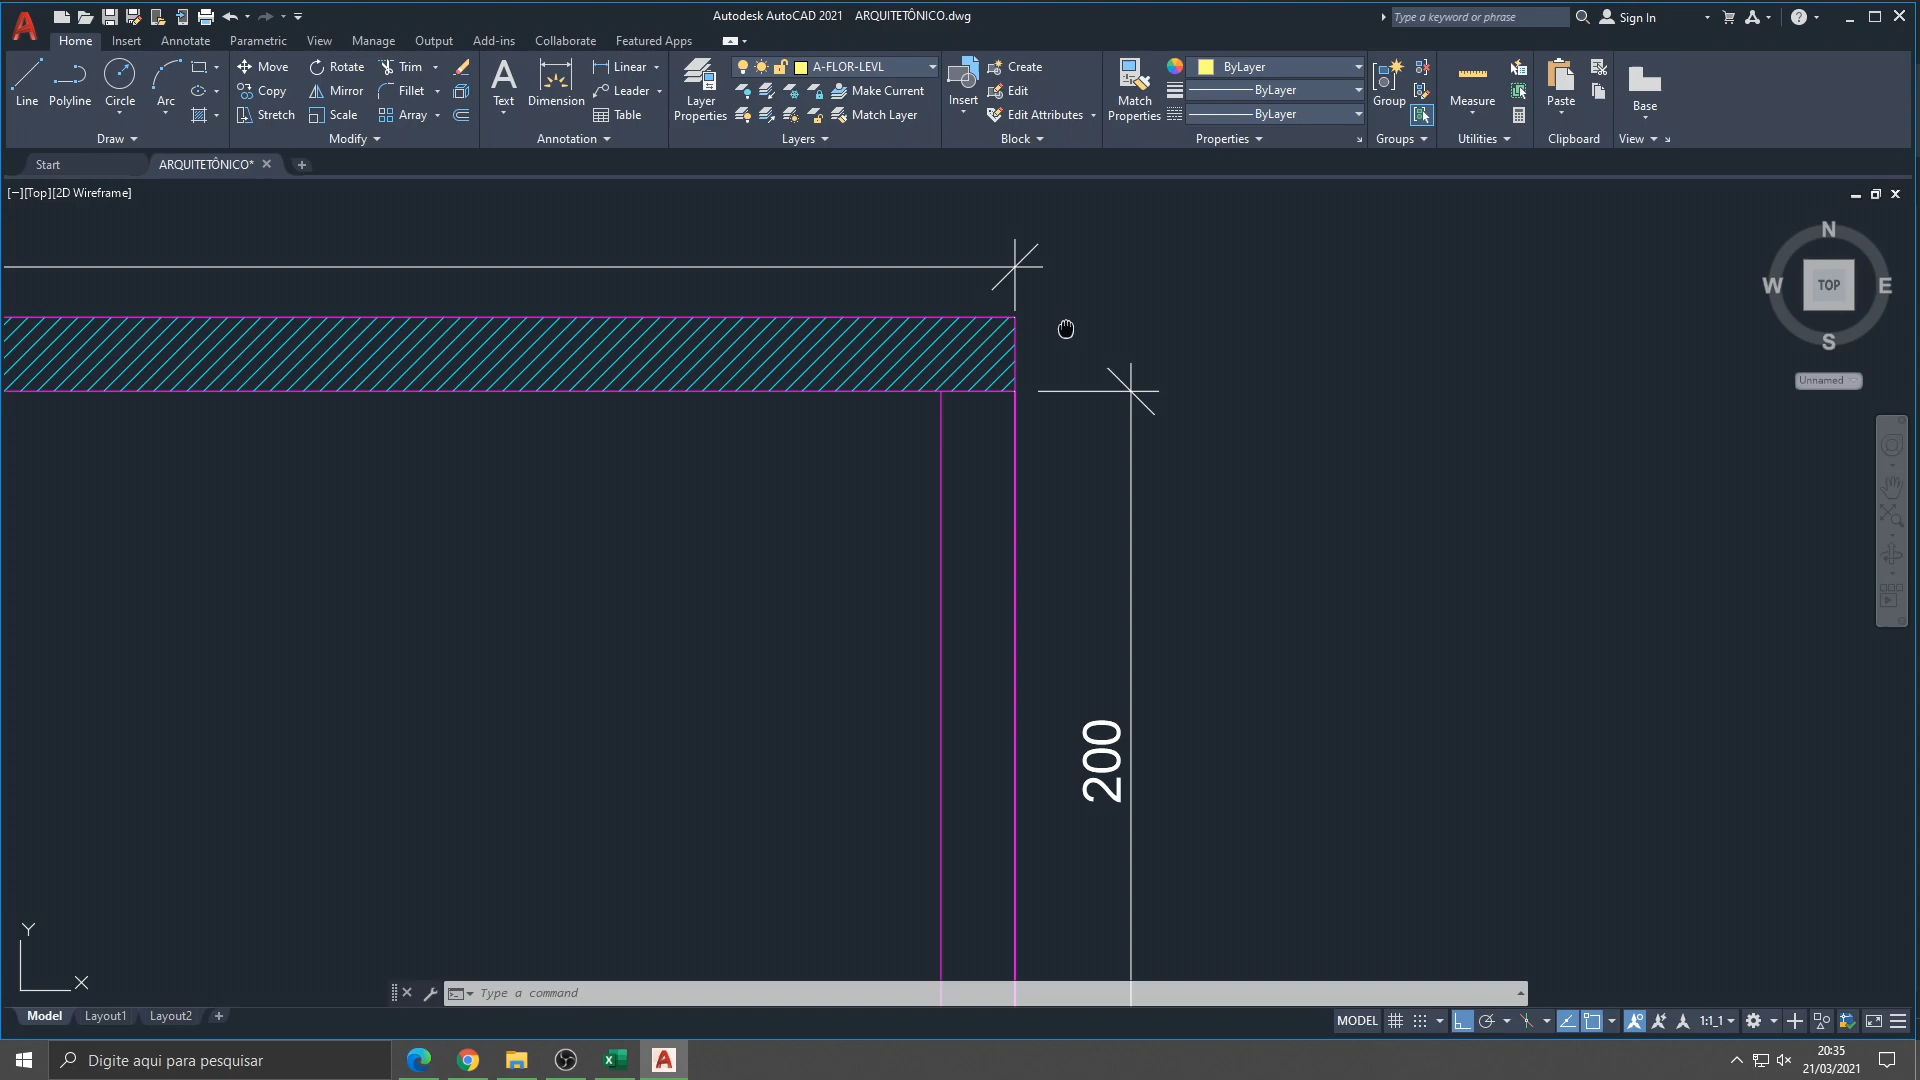 Autodesk AutoCAD 2021 ARQUITETÔNICO.dwg
Type a keyword or phrase
Sign In
Home Insert Annotate Parametric View Manage Output Add-ins Collaborate Featured Apps
Line Polyline Circle Arc
Draw
Move Rotate Trim
Copy Mirror Fillet
Stretch Scale Array
Modify
Text Dimension
Linear
Leader
Table
Annotation
Layer Properties
A-FLOR-LEVL
Make Current
Match Layer
Layers
Insert
Create
Edit
Edit Attributes
Block
Match Properties
ByLayer
ByLayer
ByLayer
Properties
Group
Groups
Measure
Utilities
Paste
Clipboard
Base
View
Start ARQUITETÔNICO*
[−][Top][2D Wireframe]
N
W TOP E
S
Unnamed
200
Y
X
Type a command
Model Layout1 Layout2
MODEL 1:1_1
Digite aqui para pesquisar
20:35
21/03/2021